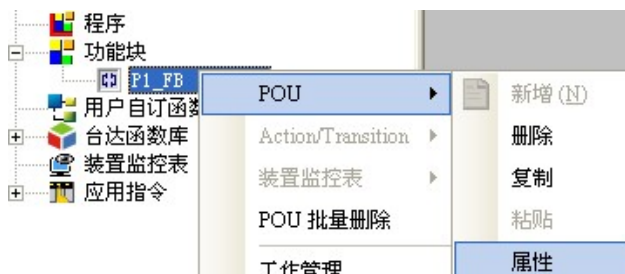 程序
功能块
P1_FB
用户自订函数
台达函数库
装置监控表
应用指令
POU
Action/Transition
装置监控表
POU 批量删除
工作管理
新增(N)
删除
复制
粘贴
属性